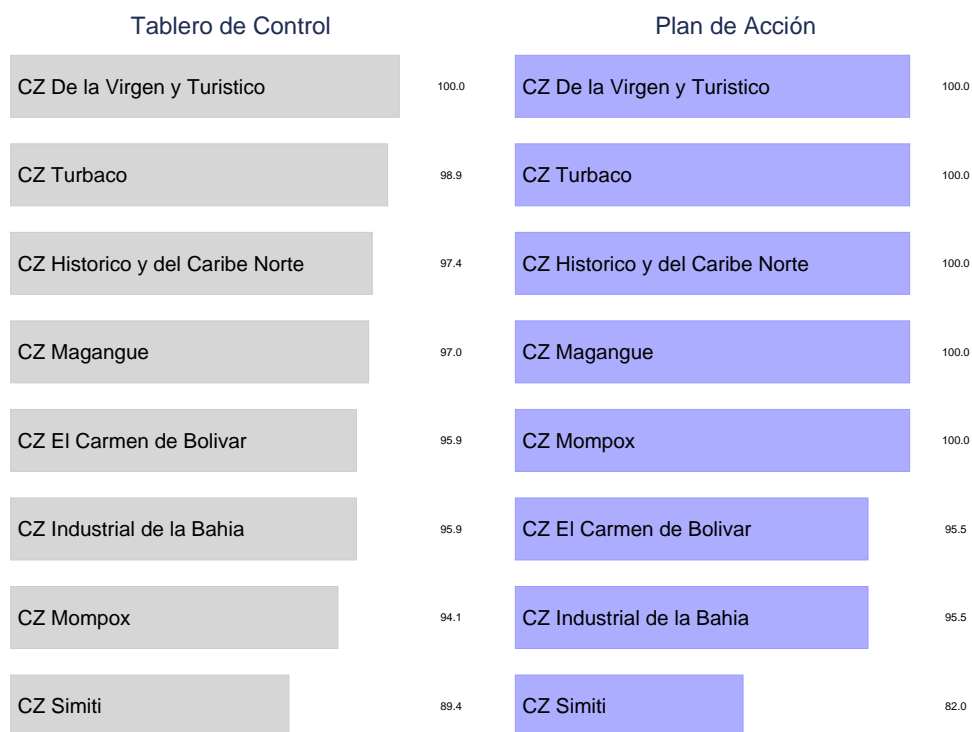 Tablero de Control
CZ De la Virgen y Turistico 100.0
CZ Turbaco 98.9
CZ Historico y del Caribe Norte 97.4
CZ Magangue 97.0
CZ El Carmen de Bolivar 95.9
CZ Industrial de la Bahia 95.9
CZ Mompox 94.1
CZ Simiti 89.4
Plan de Acción
CZ De la Virgen y Turistico 100.0
CZ Turbaco 100.0
CZ Historico y del Caribe Norte 100.0
CZ Magangue 100.0
CZ Mompox 100.0
CZ El Carmen de Bolivar 95.5
CZ Industrial de la Bahia 95.5
CZ Simiti 82.0